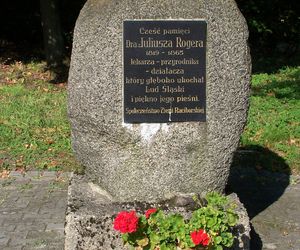 Cześć pamięci
Dra Juliusza Rogera
1819 - 1865
lekarza - przyrodnika
- działacza
który głęboko ukochał
Lud Śląski
i piękno jego pieśni.
Społeczeństwo Ziemi Raciborskiej